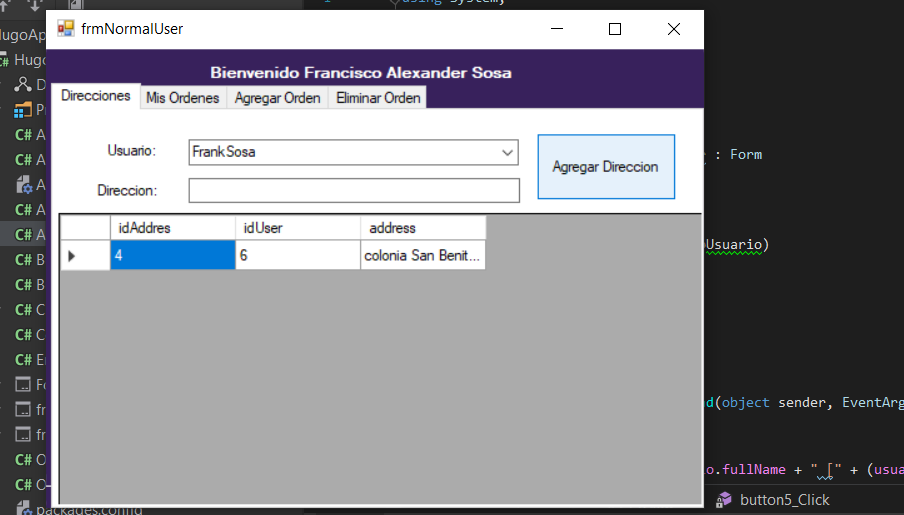 using System;
HugoAp
frmNormalUser
Hugo
Bienvenido Francisco Alexander Sosa
Direcciones Mis Ordenes Agregar Orden Eliminar Orden
Usuario: FrankSosa
Agregar Direccion
: Form
Direccion:
idAddres idUser address
4 6 colonia San Benit...
Usuario)
d(object sender, EventArg
o.fullName + " [" + (usua
button5_Click
packages.config